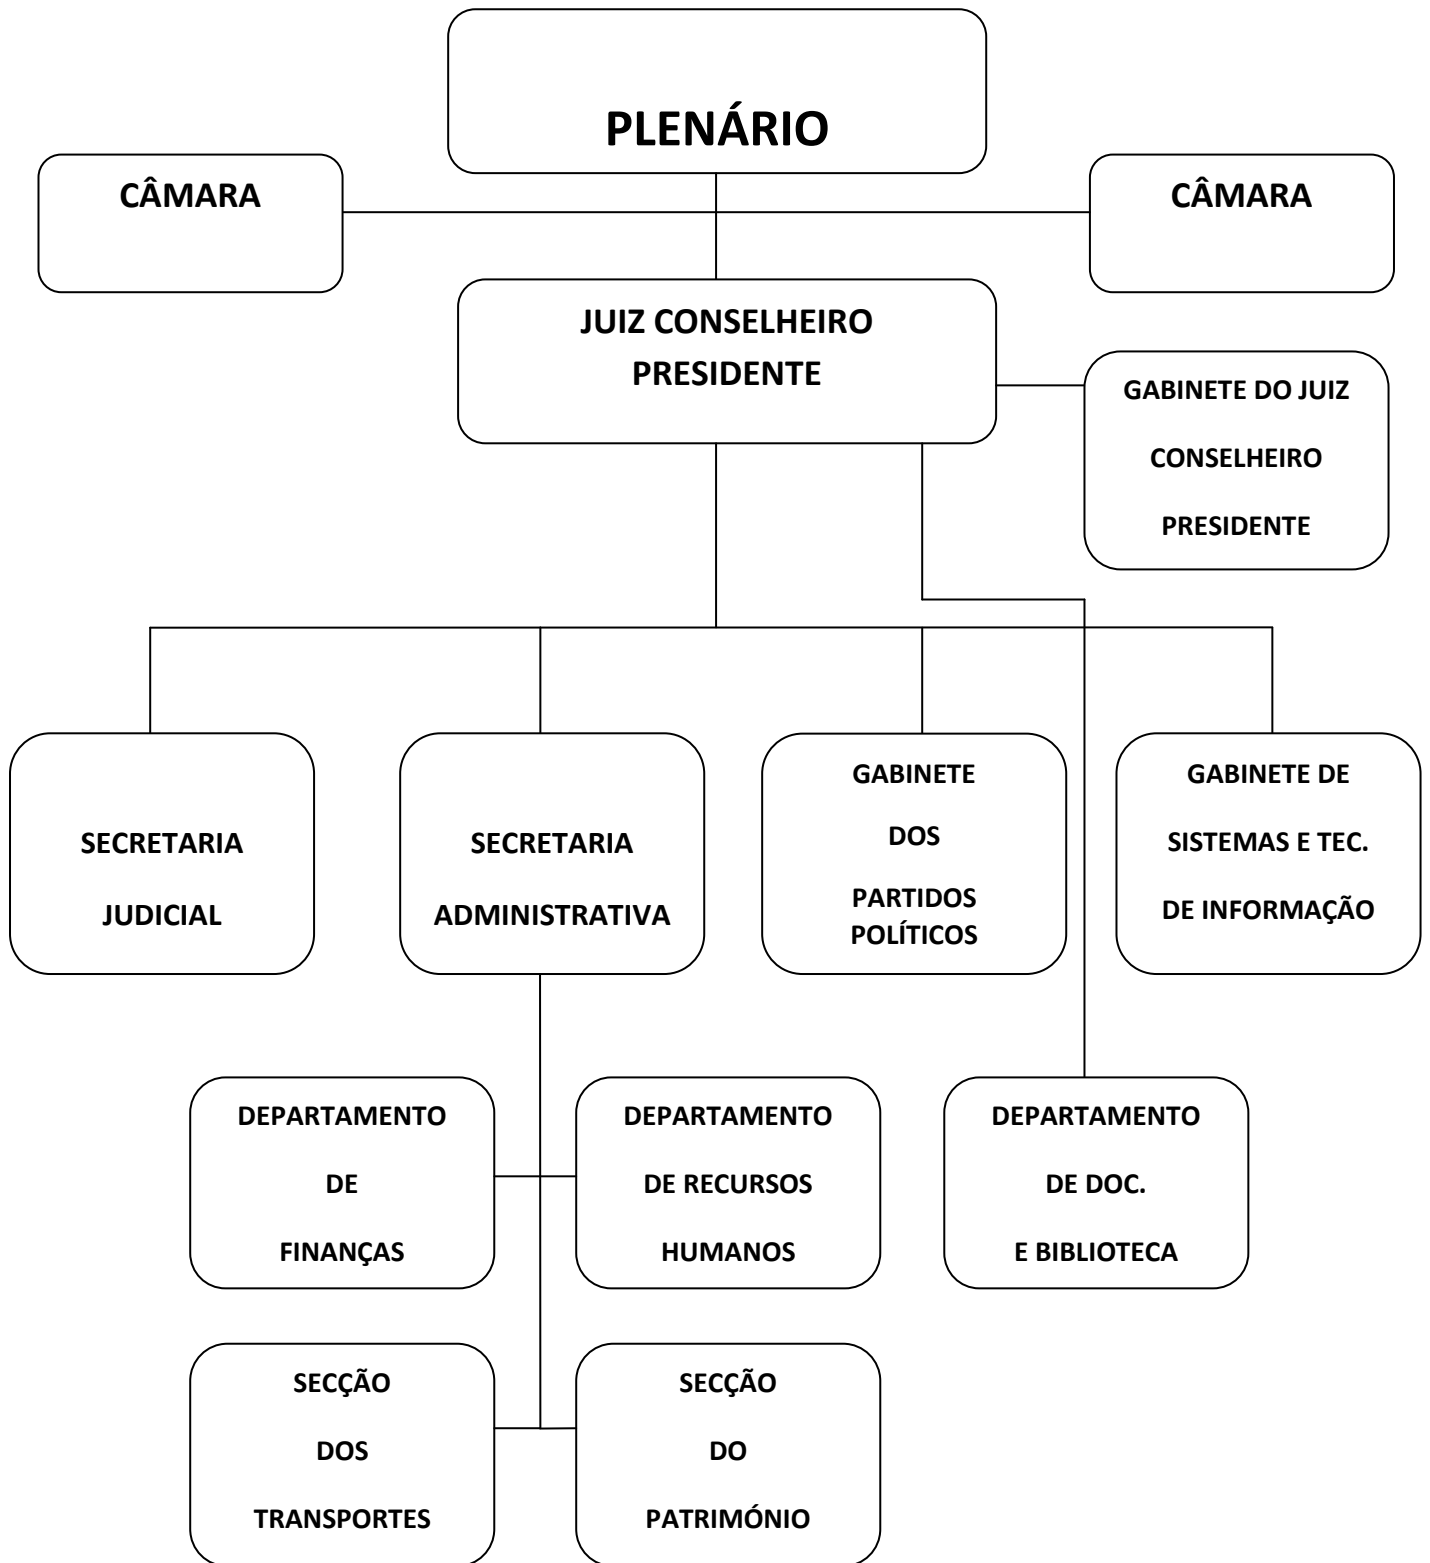 PLENÁRIO
CÂMARA
CÂMARA
JUIZ CONSELHEIRO
PRESIDENTE
GABINETE DO JUIZ
CONSELHEIRO
PRESIDENTE
SECRETARIA
JUDICIAL
SECRETARIA
ADMINISTRATIVA
GABINETE
DOS
PARTIDOS
POLÍTICOS
GABINETE DE
SISTEMAS E TEC.
DE INFORMAÇÃO
DEPARTAMENTO
DE
FINANÇAS
DEPARTAMENTO
DE RECURSOS
HUMANOS
DEPARTAMENTO
DE DOC.
E BIBLIOTECA
SECÇÃO
DOS
TRANSPORTES
SECÇÃO
DO
PATRIMÓNIO